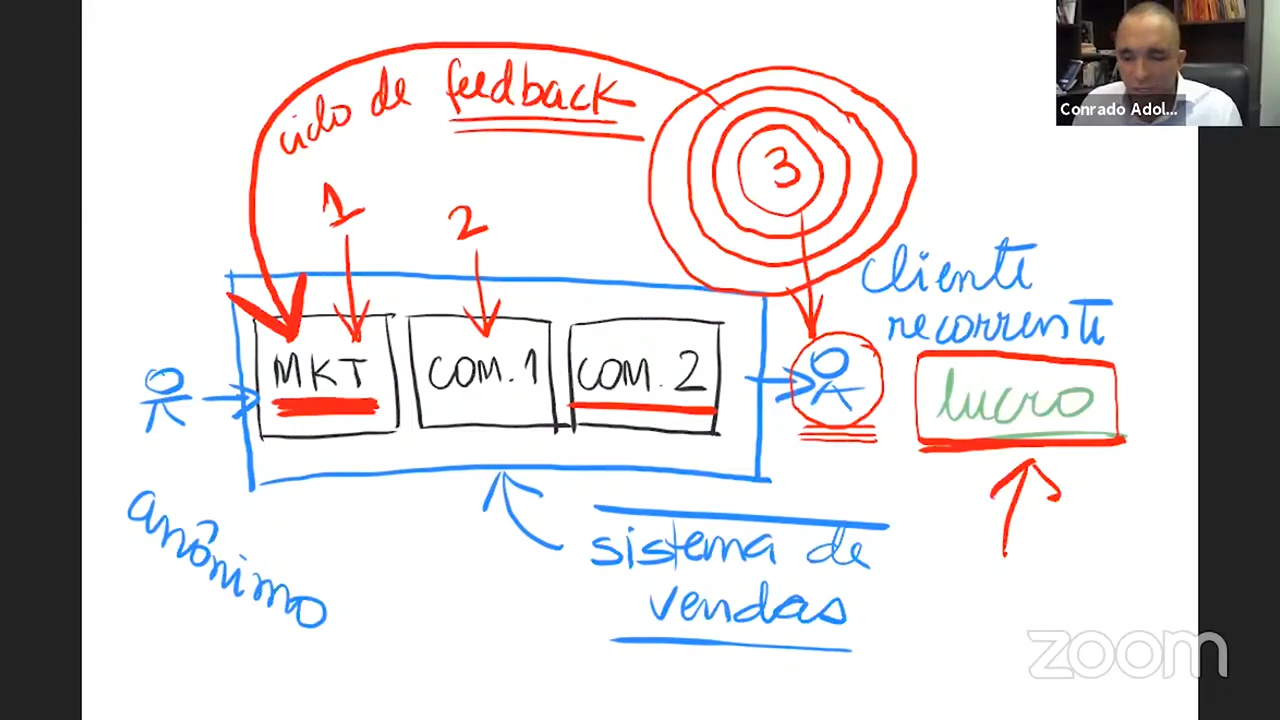 ciclo de feedback
3
1
2
cliente
recorrente
MKT
COM.1
COM.2
lucro
anônimo
sistema de
vendas
Conrado Adol...
zoom